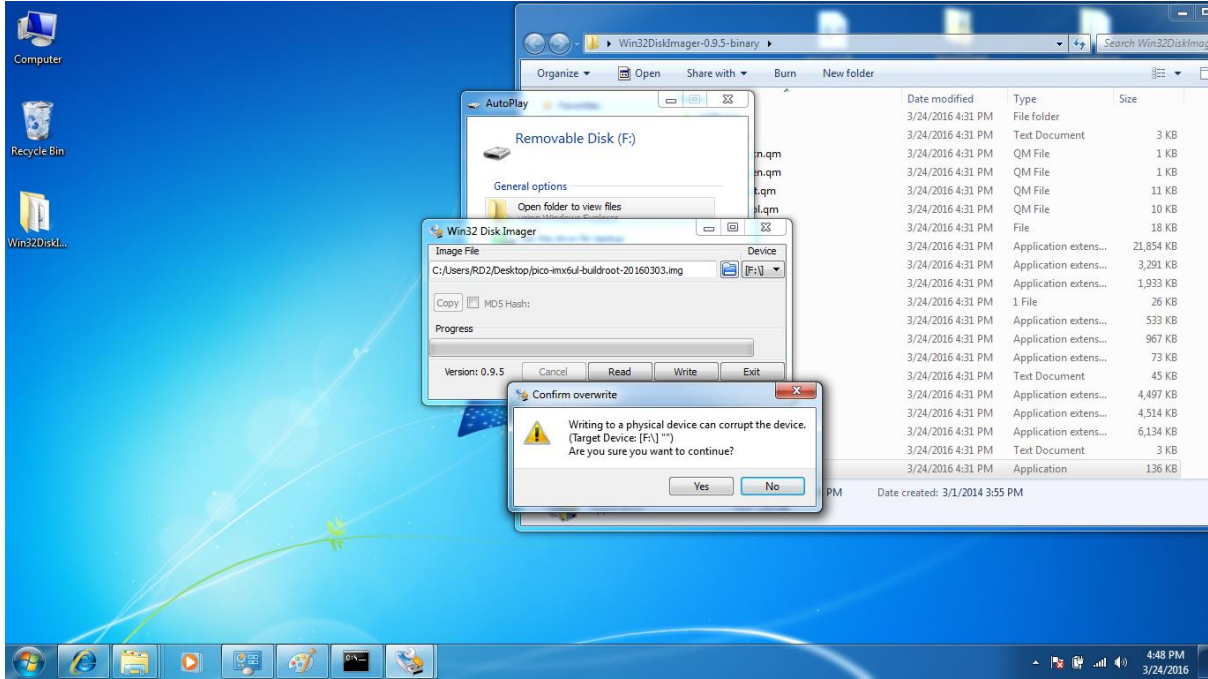 Computer
Recycle Bin
Win32DiskI...
Win32DiskImager-0.9.5-binary
Search Win32DiskImag
Organize
Open
Share with
Burn
New folder
Date modified Type Size
3/24/2016 4:31 PM File folder
3/24/2016 4:31 PM Text Document 3 KB
3/24/2016 4:31 PM QM File 1 KB
3/24/2016 4:31 PM QM File 1 KB
3/24/2016 4:31 PM QM File 11 KB
3/24/2016 4:31 PM QM File 10 KB
3/24/2016 4:31 PM File 18 KB
3/24/2016 4:31 PM Application extens... 21,854 KB
3/24/2016 4:31 PM Application extens... 3,291 KB
3/24/2016 4:31 PM Application extens... 1,933 KB
3/24/2016 4:31 PM 1 File 26 KB
3/24/2016 4:31 PM Application extens... 533 KB
3/24/2016 4:31 PM Application extens... 967 KB
3/24/2016 4:31 PM Application extens... 73 KB
3/24/2016 4:31 PM Text Document 45 KB
3/24/2016 4:31 PM Application extens... 4,497 KB
3/24/2016 4:31 PM Application extens... 4,514 KB
3/24/2016 4:31 PM Application extens... 6,134 KB
3/24/2016 4:31 PM Text Document 3 KB
3/24/2016 4:31 PM Application 136 KB
PM Date created: 3/1/2014 3:55 PM
AutoPlay
Removable Disk (F:)
General options
Open folder to view files
using Windows Explorer
Win32 Disk Imager
Image File Device
C:/Users/RD2/Desktop/pico-imx6ul-buildroot-20160303.img [F:\]
Copy MD5 Hash:
Progress
Version: 0.9.5 Cancel Read Write Exit
Confirm overwrite
Writing to a physical device can corrupt the device.
(Target Device: [F:\] "")
Are you sure you want to continue?
Yes No
4:48 PM
3/24/2016